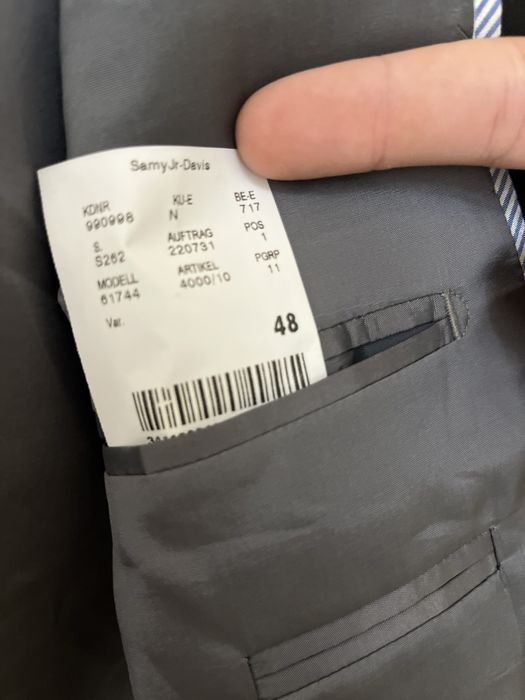 SamyJr-Davis
KDNR KU-E BE-E
990998 N 717
S. AUFTRAG POS
S262 220731 1
MODELL ARTIKEL PGRP
61744 4000/10 11
Var. 48